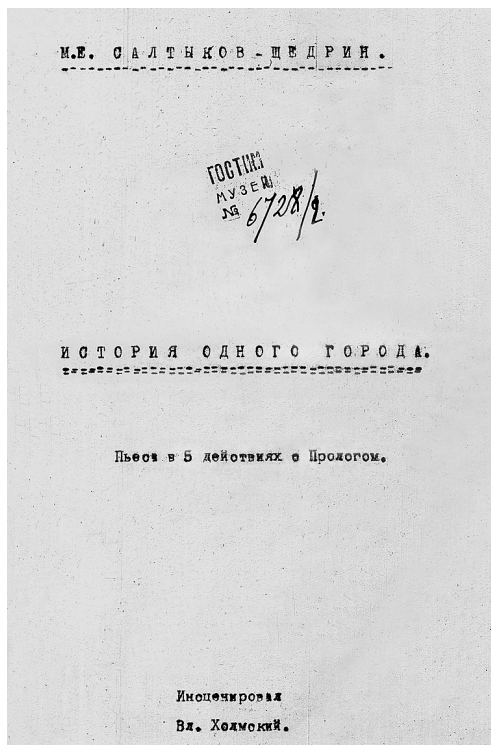 М.Е. САЛТЫКОВ-ЩЕДРИН.
ГОСТИМ
МУЗЕЙ
№ 6728/2.
ИСТОРИЯ ОДНОГО ГОРОДА.
Пьеса в 5 действиях с Прологом.
Инсценировал
Вл. Холмский.